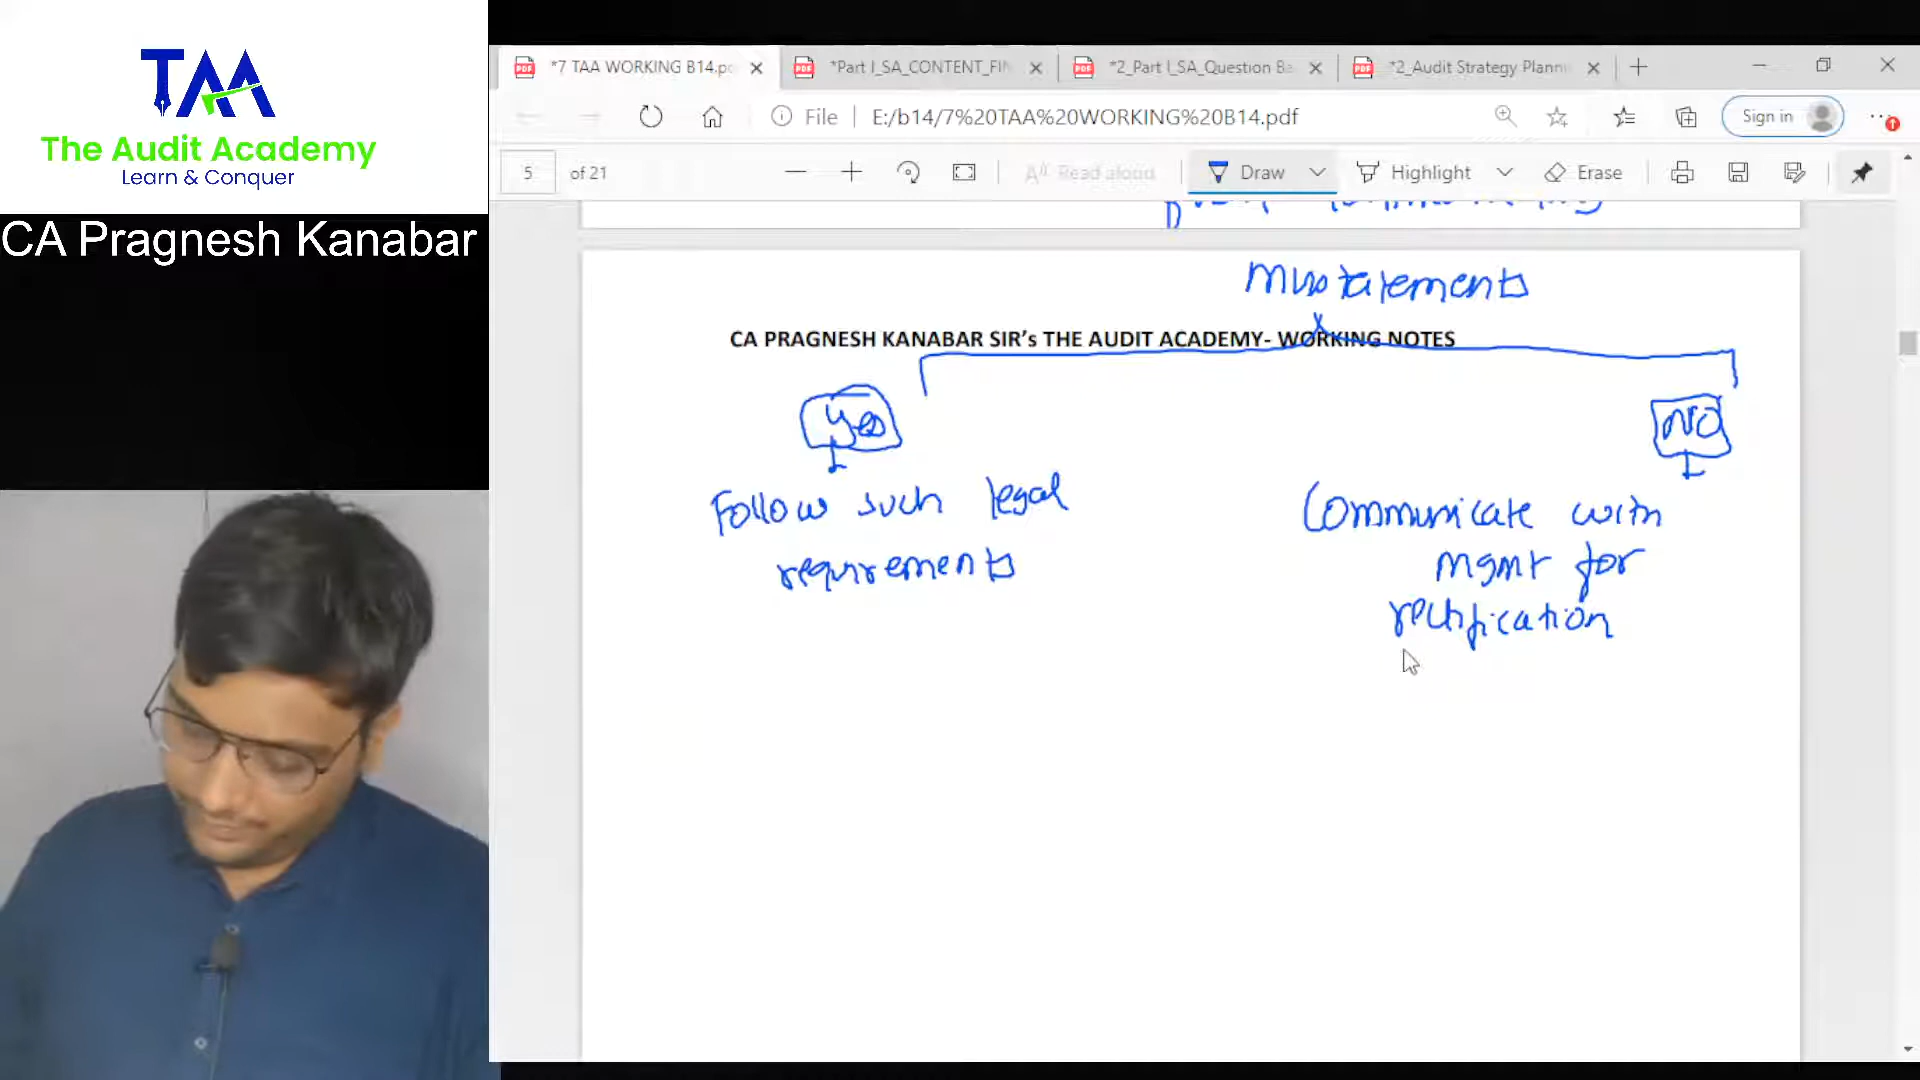 TAA
The Audit Academy
Learn & Conquer
CA Pragnesh Kanabar
*7 TAA WORKING B14.pd
*Part I_SA_CONTENT_FIN
*2_Part I_SA_Question Ba
*2_Audit Strategy Planni
File
E:/b14/7%20TAA%20WORKING%20B14.pdf
Sign in
5 of 21
Read aloud
Draw
Highlight
Erase
Misstatements
CA PRAGNESH KANABAR SIR's THE AUDIT ACADEMY- WORKING NOTES
Yes
NO
Follow such legal
requirements
Communicate with
mgmt for
rectification